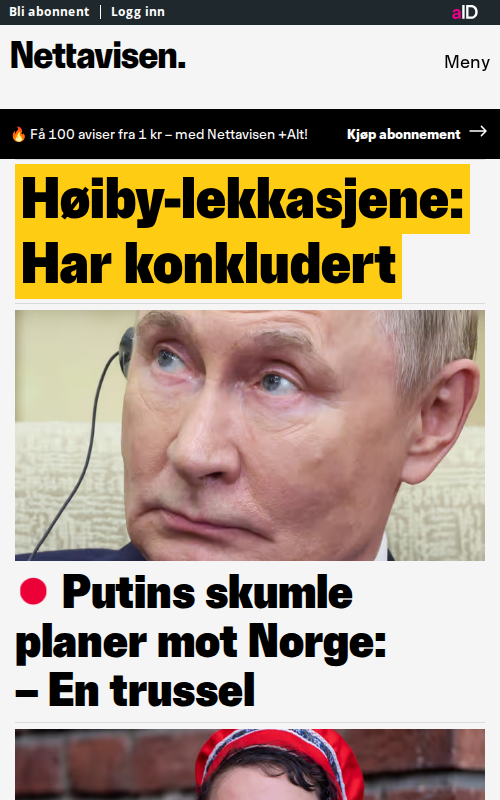 Bli abonnent | Logg inn
aID
Nettavisen.
Meny
🔥 Få 100 aviser fra 1 kr – med Nettavisen +Alt!
Kjøp abonnement →
Høiby-lekkasjene:
Har konkludert
Putins skumle
planer mot Norge:
– En trussel